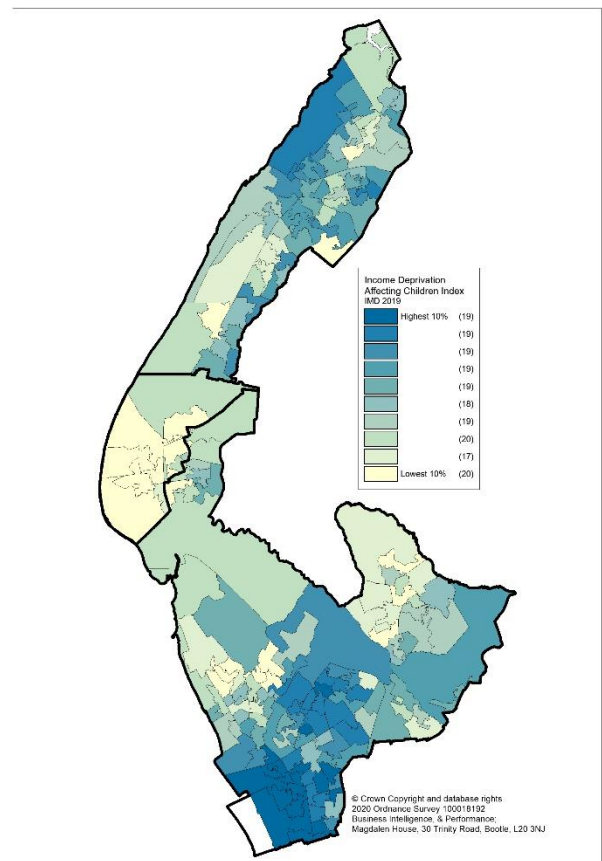 Income Deprivation
Affecting Children Index
IMD 2019
Highest 10% (19)
(19)
(19)
(19)
(19)
(18)
(19)
(20)
(17)
Lowest 10% (20)
© Crown Copyright and database rights
2020 Ordnance Survey 100018192
Business Intelligence, & Performance;
Magdalen House, 30 Trinity Road, Bootle, L20 3NJ